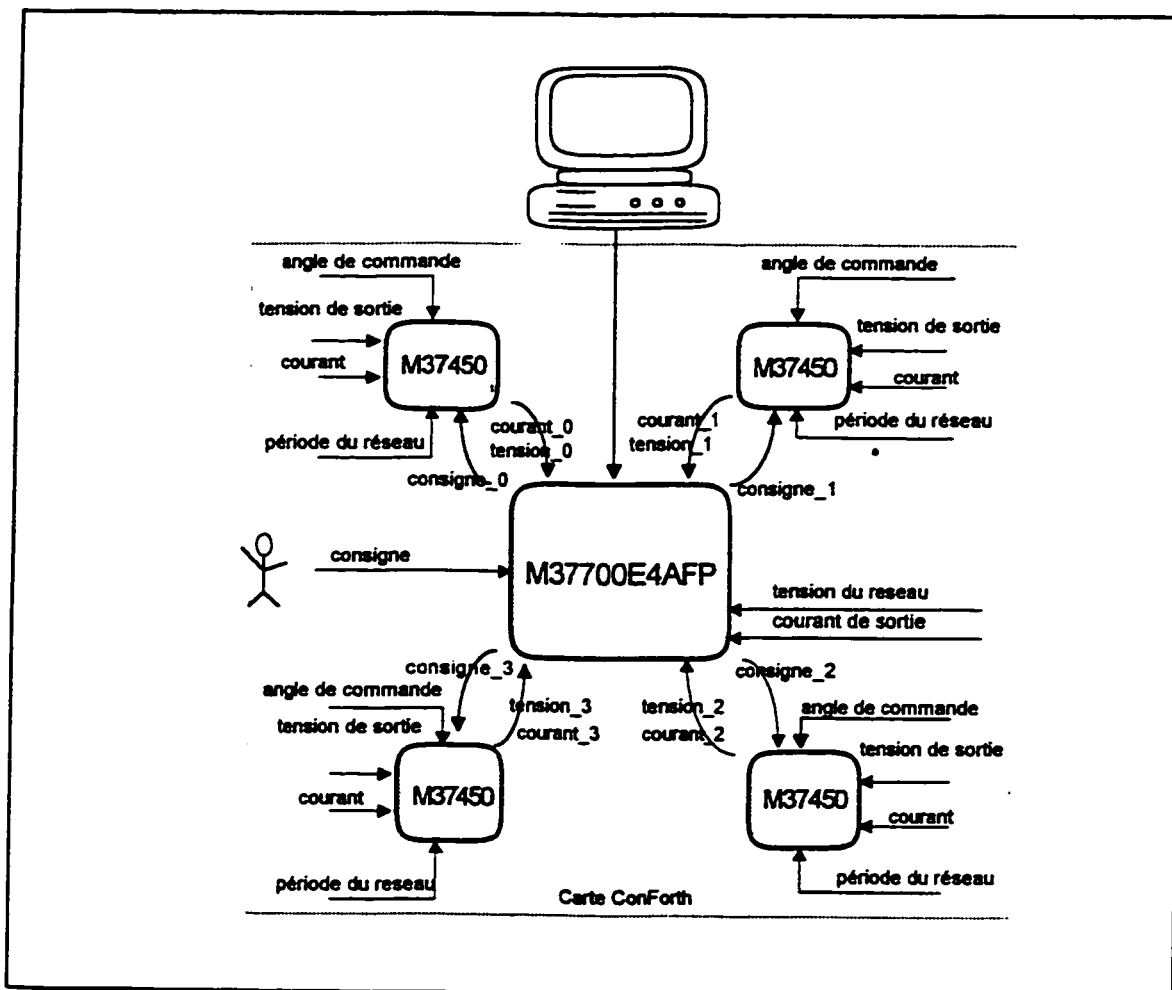 angle de commande
angle de commande
tension de sortie
tension de sortie
M37450
M37450
courant
courant
courant_0
courant_1
période du réseau
période du réseau
tension_0
tension_1
consigne_0
consigne_1
consigne
M37700E4AFP
tension du reseau
courant de sortie
consigne_3
consigne_2
angle de commande
tension_3
tension_2
angle de commande
tension de sortie
courant_3
courant_2
tension de sortie
M37450
M37450
courant
courant
période du reseau
période du réseau
Carte ConForth